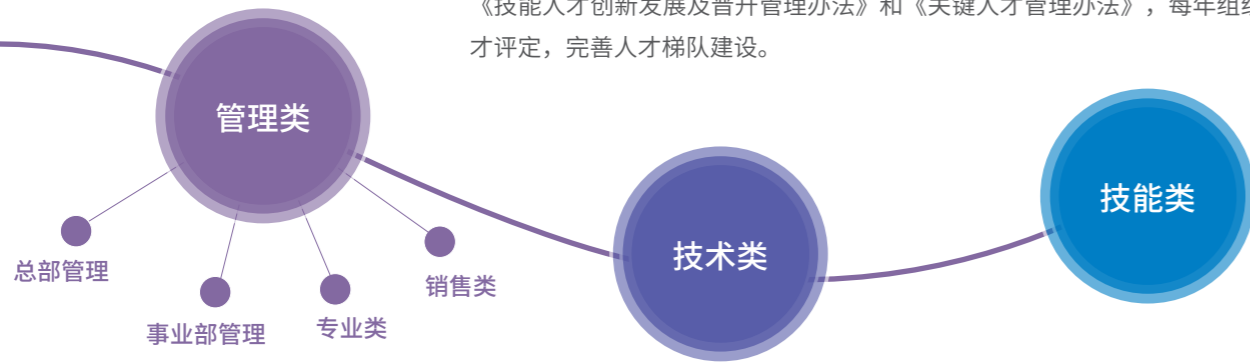 《技能人才创新发展及晋升管理办法》和《关键人才管理办法》，每年组织
才评定，完善人才梯队建设。
管理类
技能类
技术类
总部管理
销售类
专业类
事业部管理